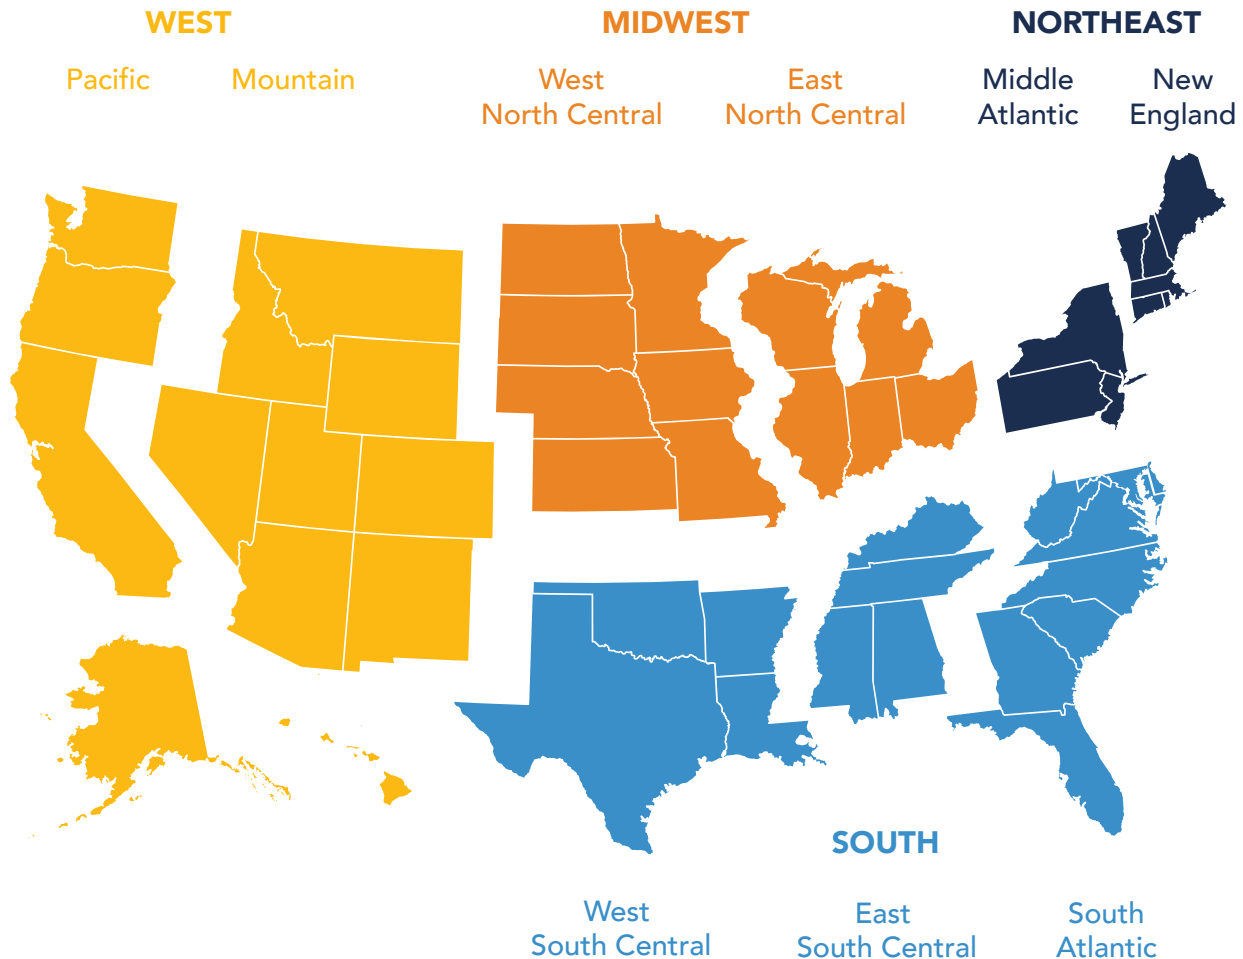 WEST
Pacific
Mountain
MIDWEST
West
North Central
East
North Central
NORTHEAST
Middle
Atlantic
New
England
SOUTH
West
South Central
East
South Central
South
Atlantic